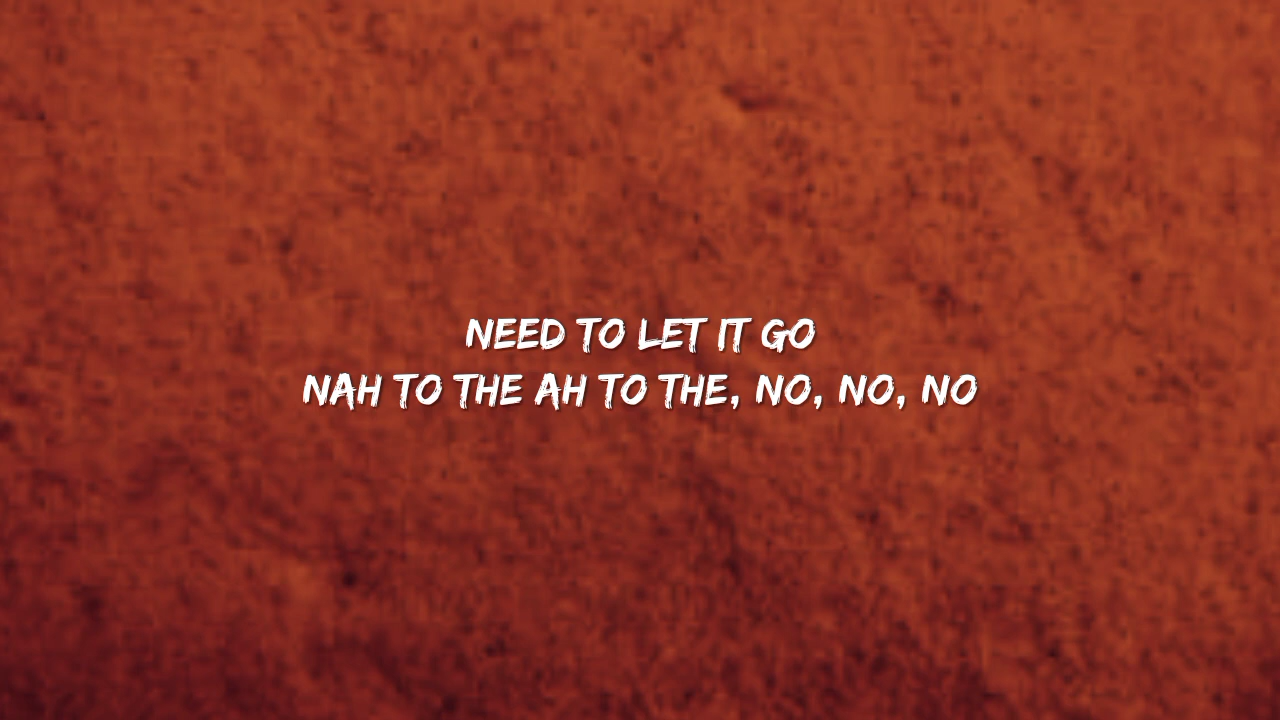 NEED TO LET IT GO
NAH TO THE AH TO THE, NO, NO, NO